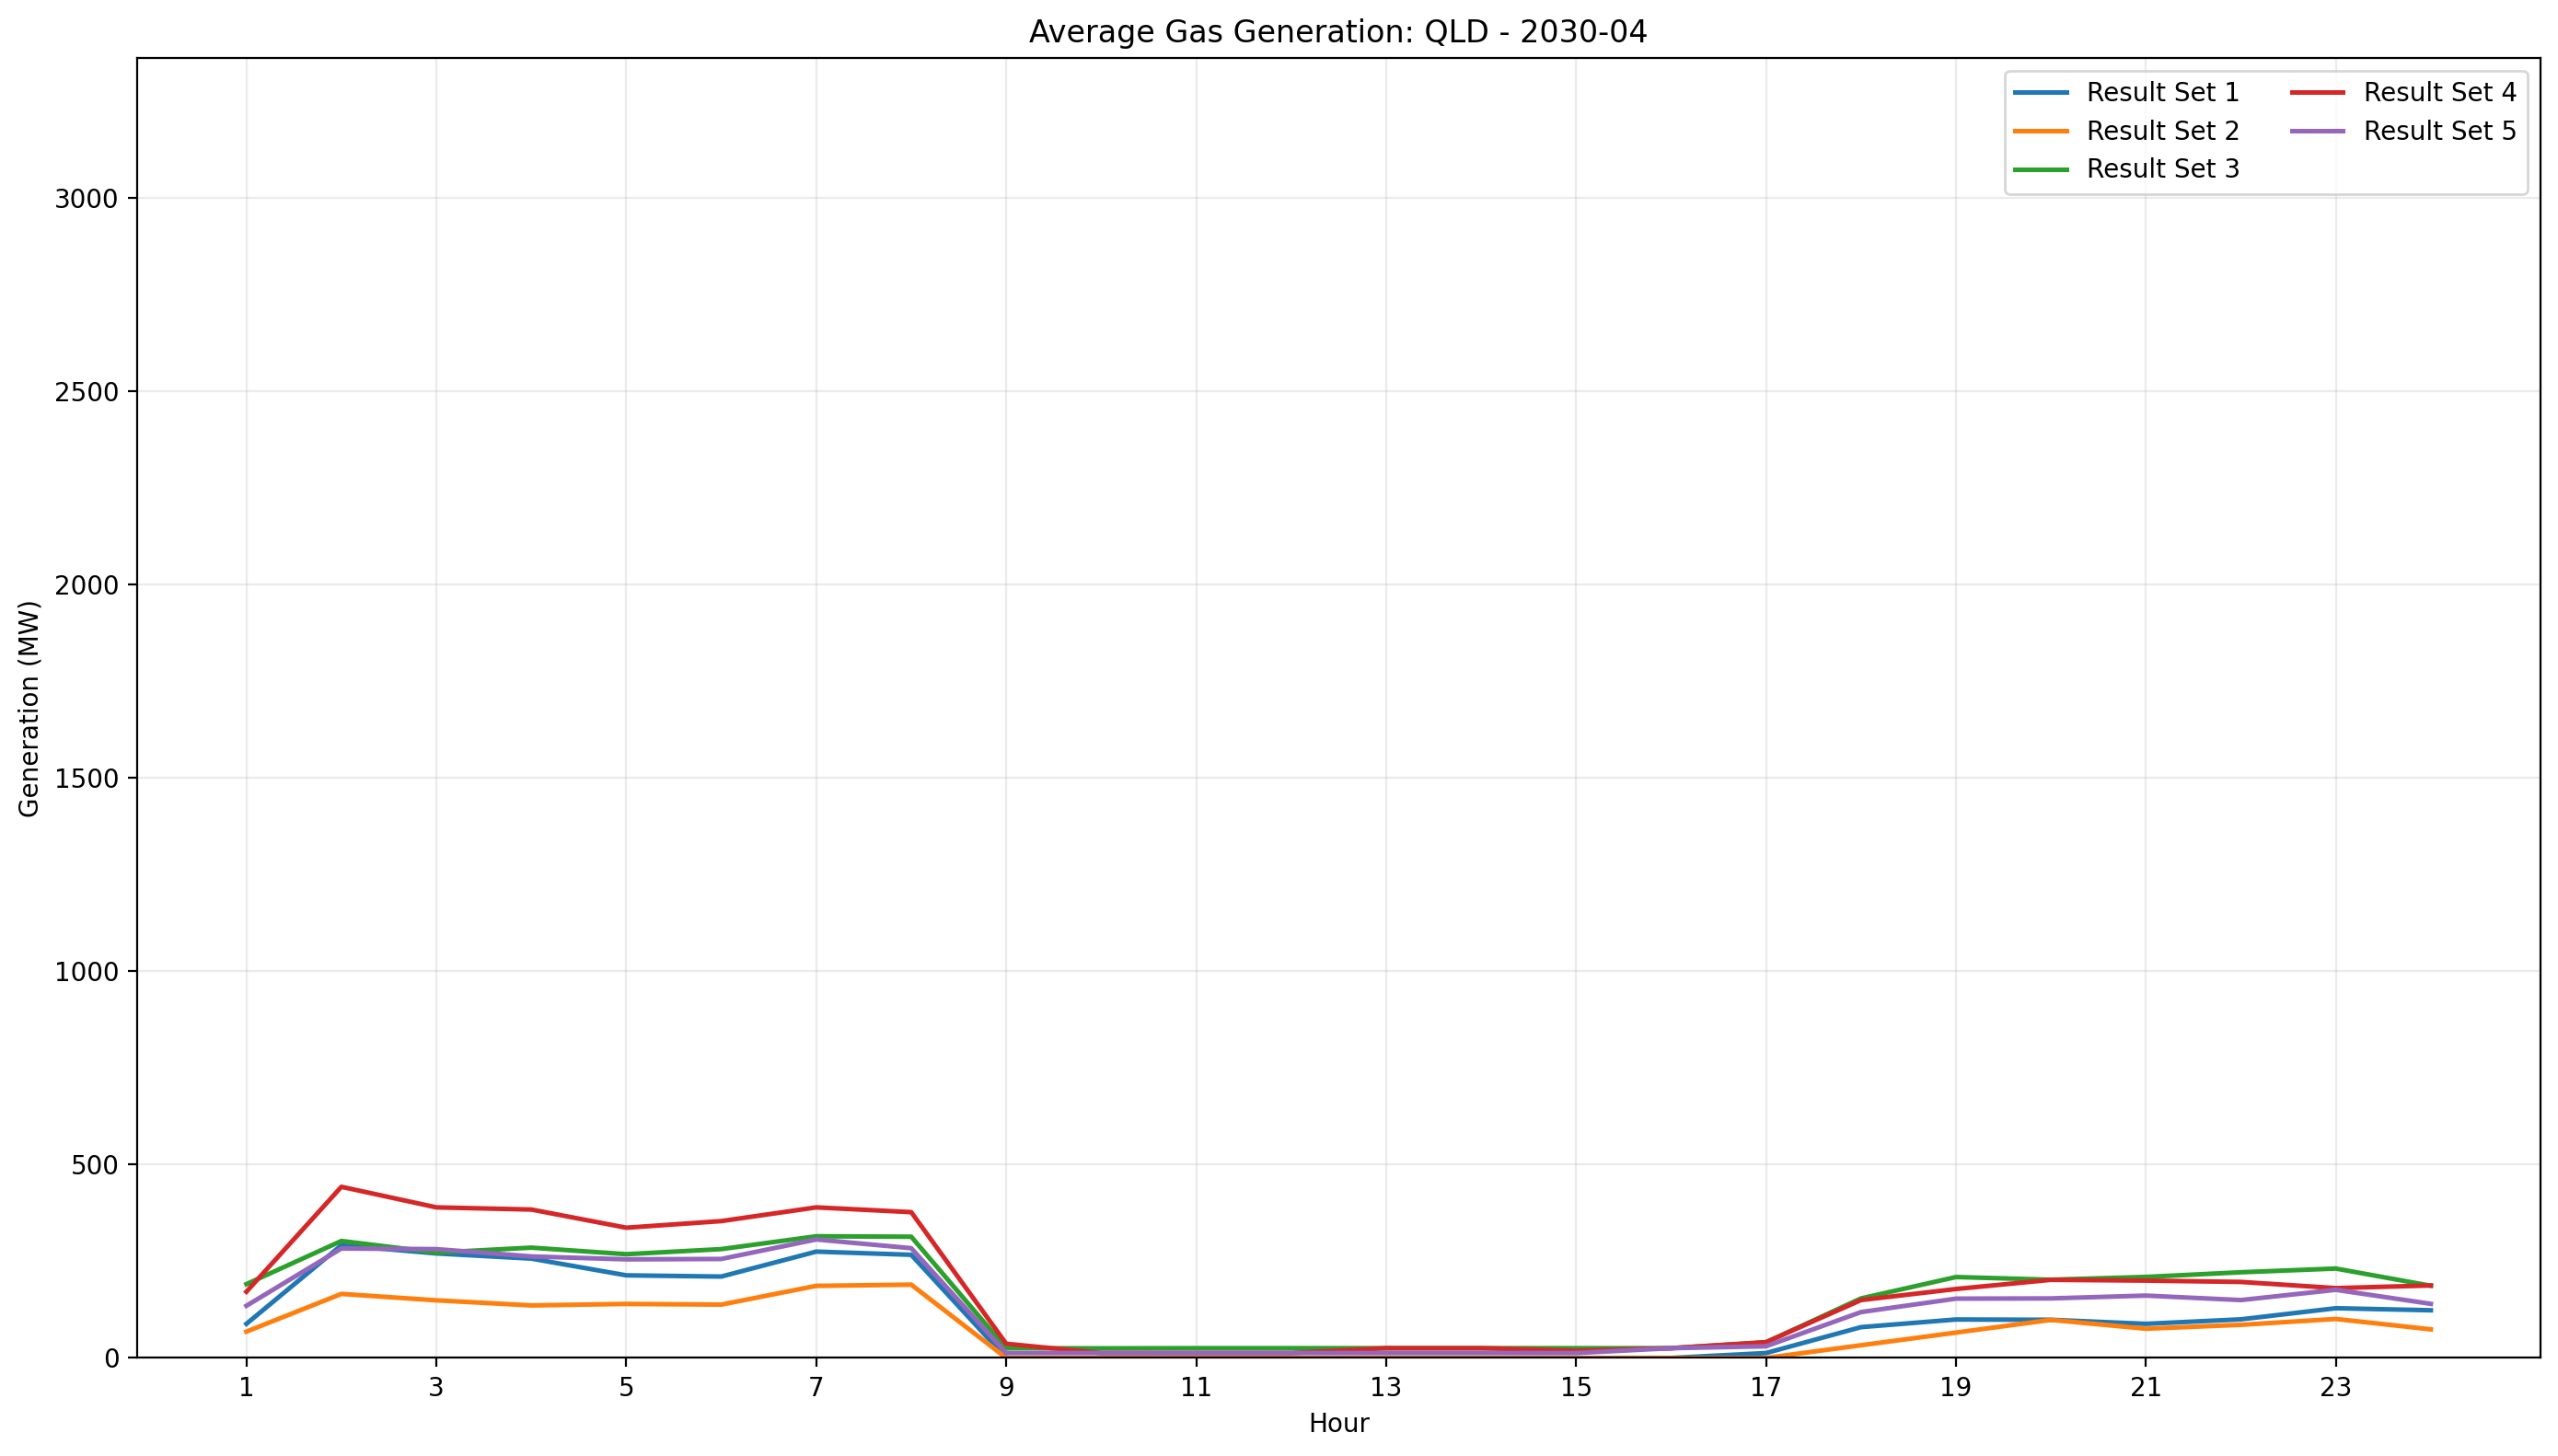 Average Gas Generation: QLD - 2030-04
Result Set 1
Result Set 2
Result Set 3
Result Set 4
Result Set 5
Generation (MW)
3000
2500
2000
1500
1000
500
0
1 3 5 7 9 11 13 15 17 19 21 23
Hour